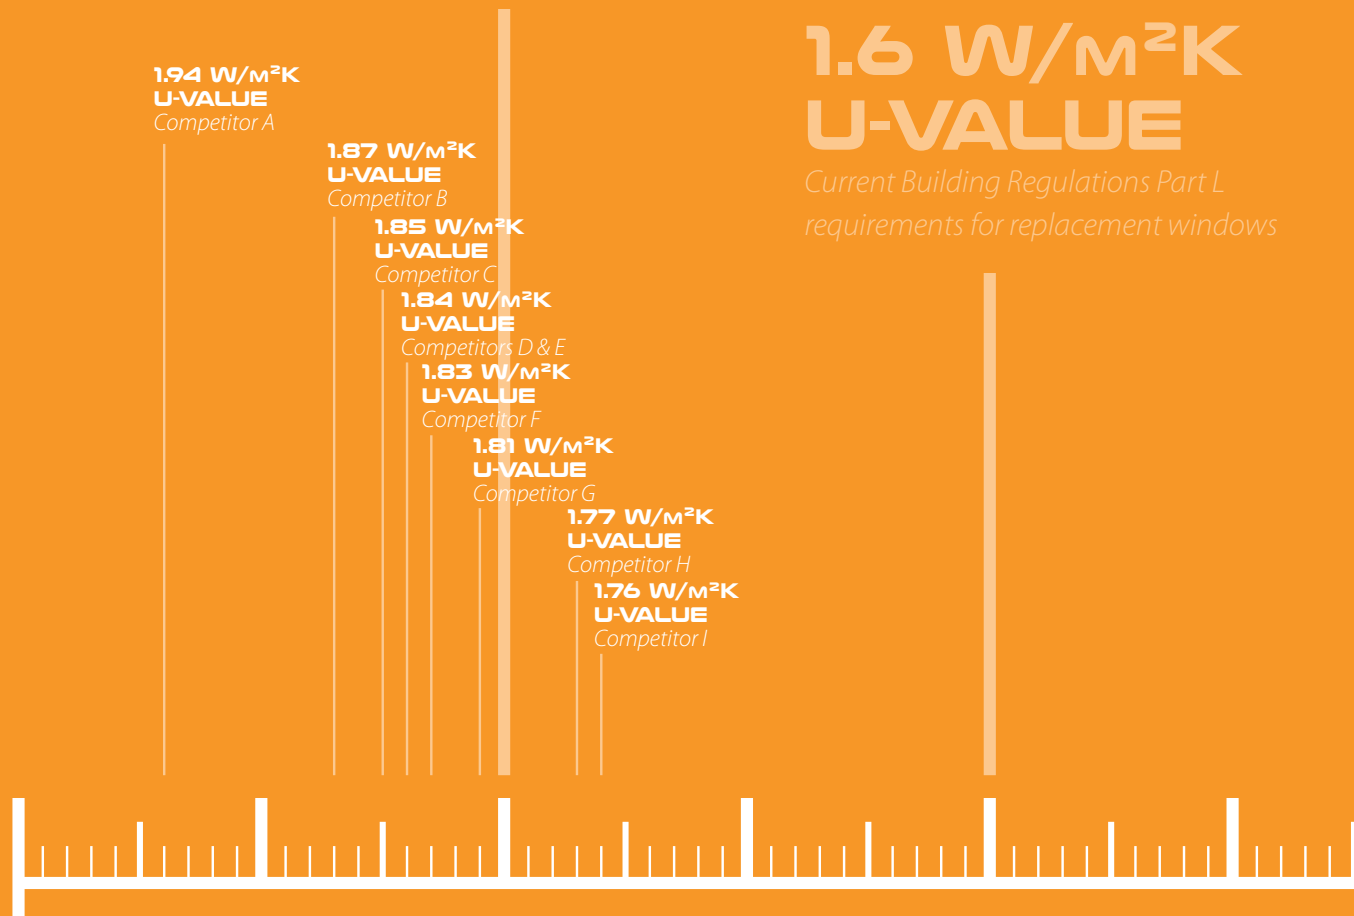 1.94 W/M²K
U-VALUE
Competitor A
1.87 W/M²K
U-VALUE
Competitor B
1.85 W/M²K
U-VALUE
Competitor C
1.84 W/M²K
U-VALUE
Competitors D & E
1.83 W/M²K
U-VALUE
Competitor F
1.81 W/M²K
U-VALUE
Competitor G
1.77 W/M²K
U-VALUE
Competitor H
1.76 W/M²K
U-VALUE
Competitor I
1.6 W/M²K
U-VALUE
Current Building Regulations Part L
requirements for replacement windows